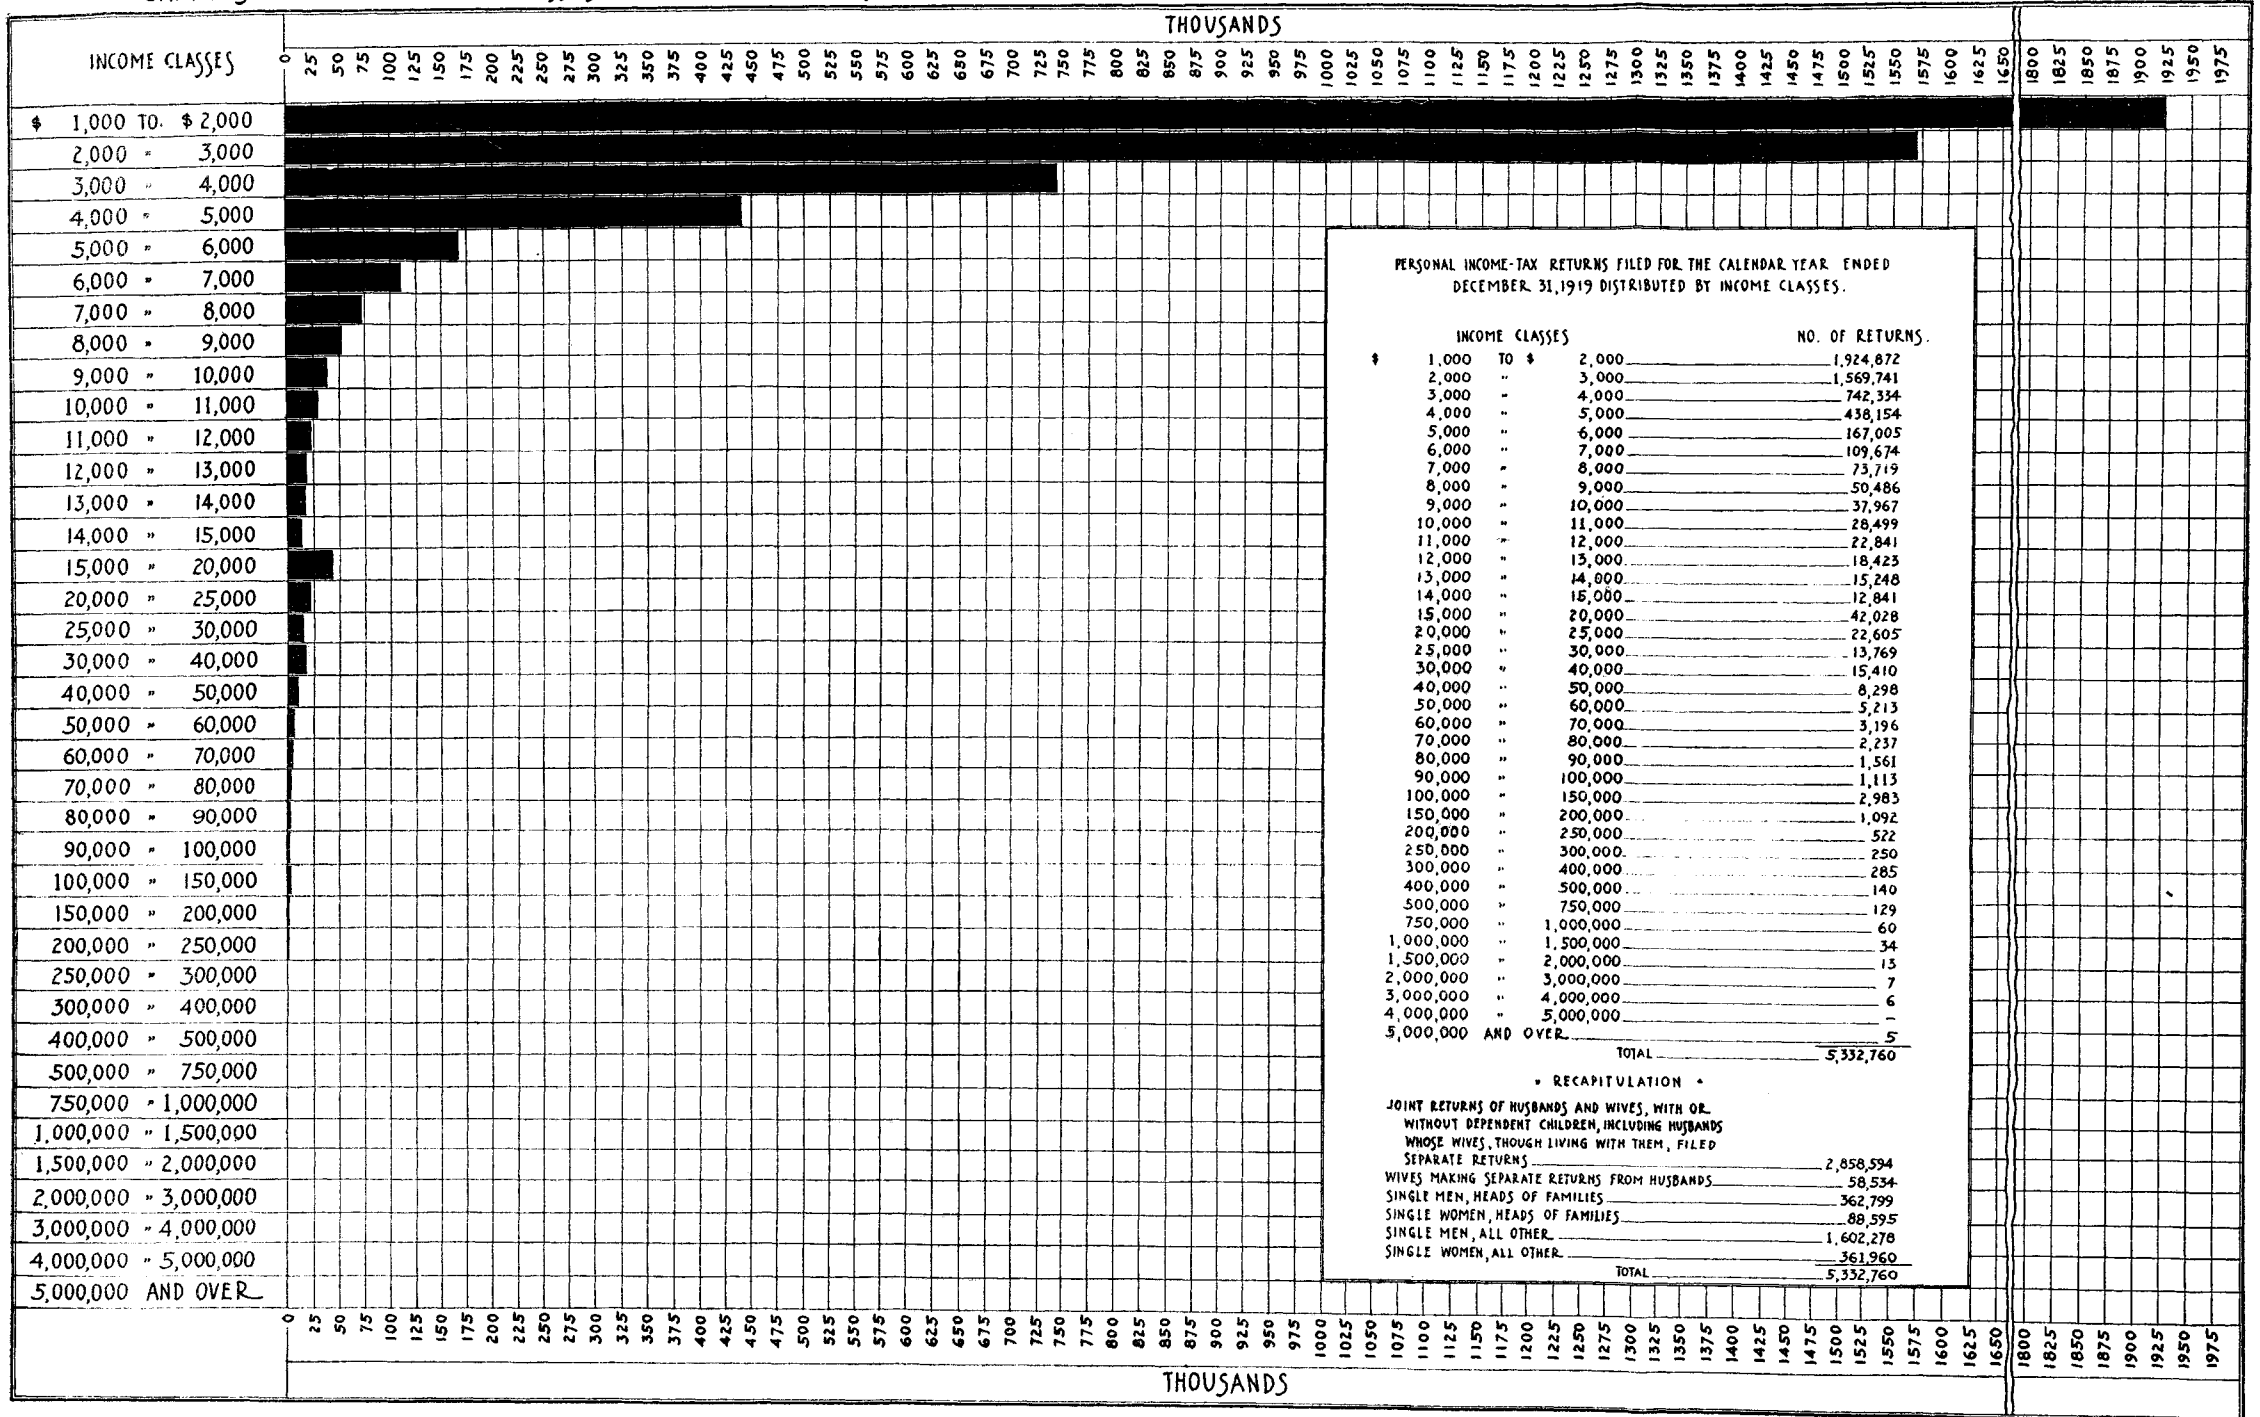 THOUSANDS
INCOME CLASSES
0 25 50 75 100 125 150 175 200 225 250 275 300 325 350 375 400 425 450 475 500 525 550 575 600 625 650 675 700 725 750 775 800 825 850 875 900 925 950 975 1000 1025 1050 1075 1100 1125 1150 1175 1200 1225 1250 1275 1300 1325 1350 1375 1400 1425 1450 1475 1500 1525 1550 1575 1600 1625 1650 1800 1825 1850 1875 1900 1925 1950 1975
$ 1,000 TO. $ 2,000
2,000 " 3,000
3,000 " 4,000
4,000 " 5,000
5,000 " 6,000
6,000 " 7,000
7,000 " 8,000
8,000 " 9,000
9,000 " 10,000
10,000 " 11,000
11,000 " 12,000
12,000 " 13,000
13,000 " 14,000
14,000 " 15,000
15,000 " 20,000
20,000 " 25,000
25,000 " 30,000
30,000 " 40,000
40,000 " 50,000
50,000 " 60,000
60,000 " 70,000
70,000 " 80,000
80,000 " 90,000
90,000 " 100,000
100,000 " 150,000
150,000 " 200,000
200,000 " 250,000
250,000 " 300,000
300,000 " 400,000
400,000 " 500,000
500,000 " 750,000
750,000 " 1,000,000
1,000,000 " 1,500,000
1,500,000 " 2,000,000
2,000,000 " 3,000,000
3,000,000 " 4,000,000
4,000,000 " 5,000,000
5,000,000 AND OVER
PERSONAL INCOME-TAX RETURNS FILED FOR THE CALENDAR YEAR ENDED
DECEMBER 31, 1919 DISTRIBUTED BY INCOME CLASSES.
INCOME CLASSES NO. OF RETURNS.
$ 1,000 TO $ 2,000 1,924,872
2,000 " 3,000 1,569,741
3,000 " 4,000 742,334
4,000 " 5,000 438,154
5,000 " 6,000 167,005
6,000 " 7,000 109,674
7,000 " 8,000 73,719
8,000 " 9,000 50,486
9,000 " 10,000 37,967
10,000 " 11,000 28,499
11,000 " 12,000 22,841
12,000 " 13,000 18,423
13,000 " 14,000 15,248
14,000 " 15,000 12,841
15,000 " 20,000 42,028
20,000 " 25,000 22,605
25,000 " 30,000 13,769
30,000 " 40,000 15,410
40,000 " 50,000 8,298
50,000 " 60,000 5,213
60,000 " 70,000 3,196
70,000 " 80,000 2,237
80,000 " 90,000 1,561
90,000 " 100,000 1,113
100,000 " 150,000 2,983
150,000 " 200,000 1,092
200,000 " 250,000 522
250,000 " 300,000 250
300,000 " 400,000 285
400,000 " 500,000 140
500,000 " 750,000 129
750,000 " 1,000,000 60
1,000,000 " 1,500,000 34
1,500,000 " 2,000,000 13
2,000,000 " 3,000,000 7
3,000,000 " 4,000,000 6
4,000,000 " 5,000,000 –
5,000,000 AND OVER 5
TOTAL 5,332,760
• RECAPITULATION •
JOINT RETURNS OF HUSBANDS AND WIVES, WITH OR
WITHOUT DEPENDENT CHILDREN, INCLUDING HUSBANDS
WHOSE WIVES, THOUGH LIVING WITH THEM, FILED
SEPARATE RETURNS 2,858,594
WIVES MAKING SEPARATE RETURNS FROM HUSBANDS 58,534
SINGLE MEN, HEADS OF FAMILIES 362,799
SINGLE WOMEN, HEADS OF FAMILIES 88,595
SINGLE MEN, ALL OTHER 1,602,278
SINGLE WOMEN, ALL OTHER 361,960
TOTAL 5,332,760
0 25 50 75 100 125 150 175 200 225 250 275 300 325 350 375 400 425 450 475 500 525 550 575 600 625 650 675 700 725 750 775 800 825 850 875 900 925 950 975 1000 1025 1050 1075 1100 1125 1150 1175 1200 1225 1250 1275 1300 1325 1350 1375 1400 1425 1450 1475 1500 1525 1550 1575 1600 1625 1650 1800 1825 1850 1875 1900 1925 1950 1975
THOUSANDS